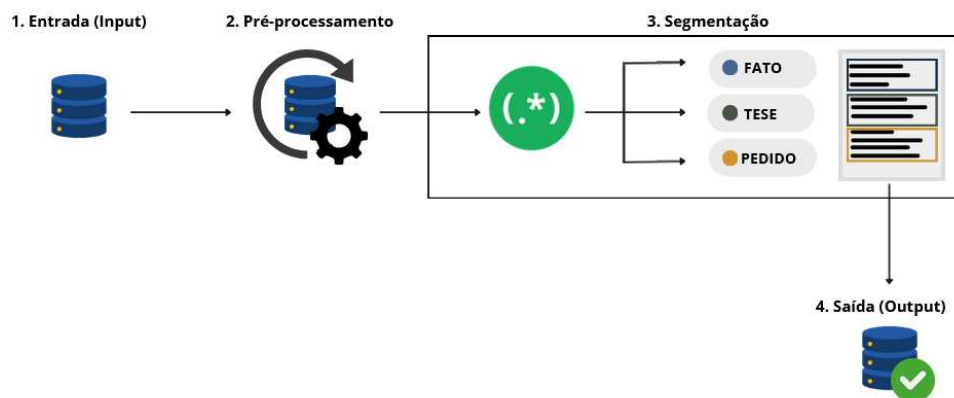 1. Entrada (Input)
2. Pré-processamento
3. Segmentação
(.*)
FATO
TESE
PEDIDO
4. Saída (Output)